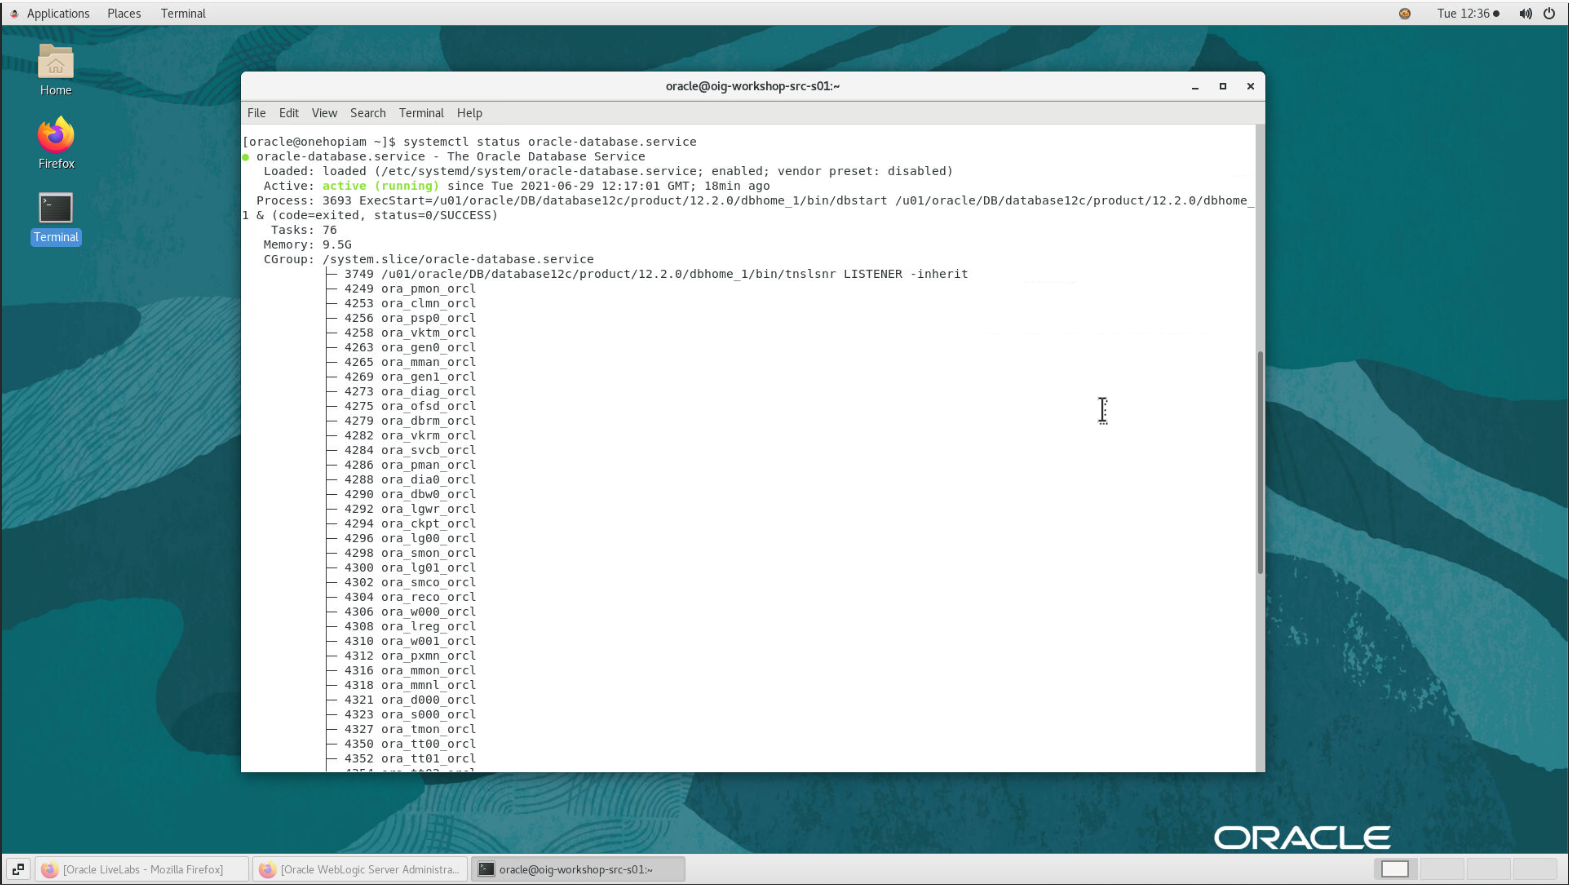 Applications Places Terminal Tue 12:36
Home
Firefox
Terminal
oracle@oig-workshop-src-s01:~
File Edit View Search Terminal Help
[oracle@onehopiam ~]$ systemctl status oracle-database.service
● oracle-database.service - The Oracle Database Service
Loaded: loaded (/etc/systemd/system/oracle-database.service; enabled; vendor preset: disabled)
Active: active (running) since Tue 2021-06-29 12:17:01 GMT; 18min ago
Process: 3693 ExecStart=/u01/oracle/DB/database12c/product/12.2.0/dbhome_1/bin/dbstart /u01/oracle/DB/database12c/product/12.2.0/dbhome_
1 & (code=exited, status=0/SUCCESS)
Tasks: 76
Memory: 9.5G
CGroup: /system.slice/oracle-database.service
├─ 3749 /u01/oracle/DB/database12c/product/12.2.0/dbhome_1/bin/tnslsnr LISTENER -inherit
├─ 4249 ora_pmon_orcl
├─ 4253 ora_clmn_orcl
├─ 4256 ora_psp0_orcl
├─ 4258 ora_vktm_orcl
├─ 4263 ora_gen0_orcl
├─ 4265 ora_mman_orcl
├─ 4269 ora_gen1_orcl
├─ 4273 ora_diag_orcl
├─ 4275 ora_ofsd_orcl
├─ 4279 ora_dbrm_orcl
├─ 4282 ora_vkrm_orcl
├─ 4284 ora_svcb_orcl
├─ 4286 ora_pman_orcl
├─ 4288 ora_dia0_orcl
├─ 4290 ora_dbw0_orcl
├─ 4292 ora_lgwr_orcl
├─ 4294 ora_ckpt_orcl
├─ 4296 ora_lg00_orcl
├─ 4298 ora_smon_orcl
├─ 4300 ora_lg01_orcl
├─ 4302 ora_smco_orcl
├─ 4304 ora_reco_orcl
├─ 4306 ora_w000_orcl
├─ 4308 ora_lreg_orcl
├─ 4310 ora_w001_orcl
├─ 4312 ora_pxmn_orcl
├─ 4316 ora_mmon_orcl
├─ 4318 ora_mmnl_orcl
├─ 4321 ora_d000_orcl
├─ 4323 ora_s000_orcl
├─ 4327 ora_tmon_orcl
├─ 4350 ora_tt00_orcl
├─ 4352 ora_tt01_orcl
ORACLE
[Oracle LiveLabs - Mozilla Firefox] [Oracle WebLogic Server Administra... oracle@oig-workshop-src-s01:~